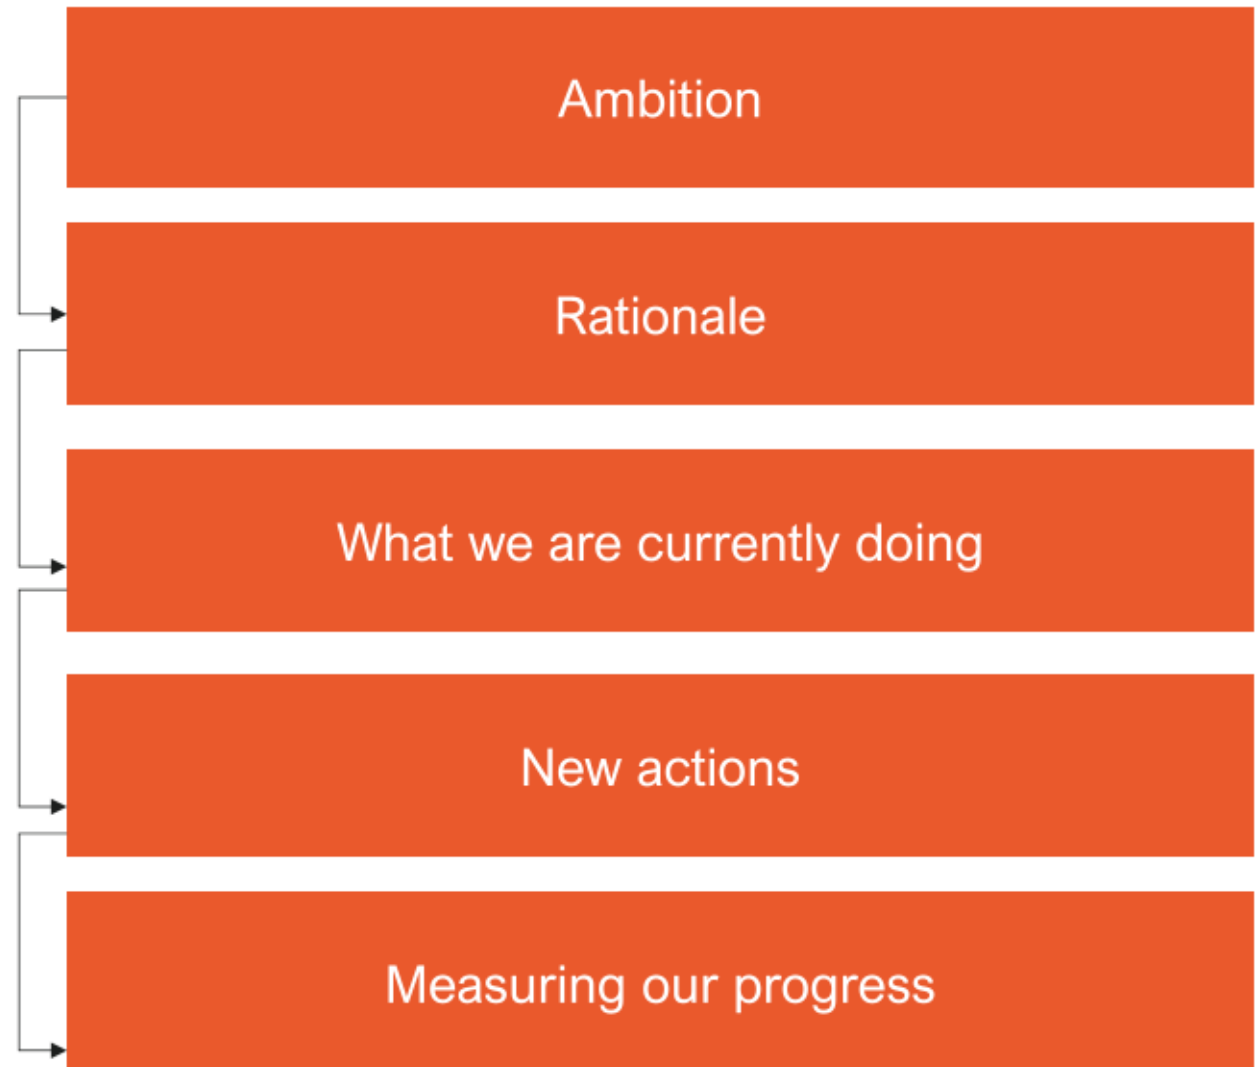 Ambition
Rationale
What we are currently doing
New actions
Measuring our progress